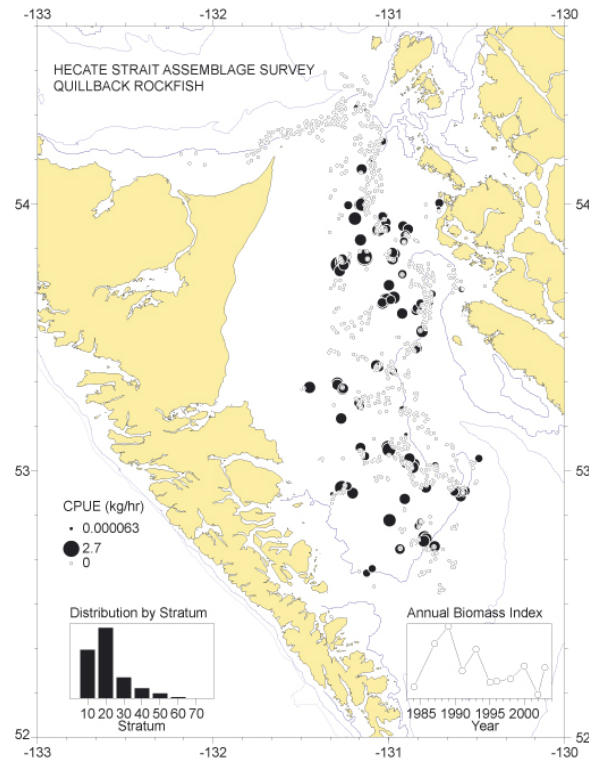 -133 -132 -131 -130
HECATE STRAIT ASSEMBLAGE SURVEY
QUILLBACK ROCKFISH
54 54
53 53
CPUE (kg/hr)
0.000063
2.7
0
Distribution by Stratum
10 20 30 40 50 60 70
Stratum
Annual Biomass Index
1985 1990 1995 2000
Year
52 52
-133 -132 -131 -130